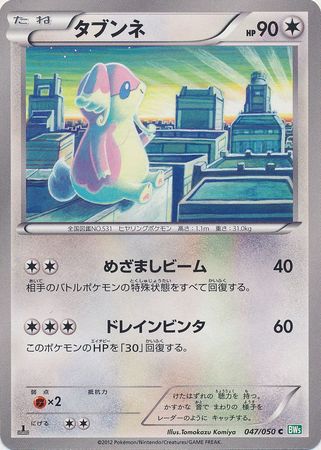 たね
タブンネ
HP90
全国図鑑NO.531 ヒヤリングポケモン 高さ:1.1m 重さ:31.0kg
めざましビーム 40
相手のバトルポケモンの特殊状態をすべて回復する。
ドレインビンタ 60
このポケモンのHPを「30」回復する。
弱点 ×2 抵抗力
にげる
けたはずれの 聴力を 持つ。
かすかな 音で まわりの 様子を
レーダーのように キャッチする。
Illus.Tomokazu Komiya 047/050 C BW5
©2012 Pokémon/Nintendo/Creatures/GAME FREAK.